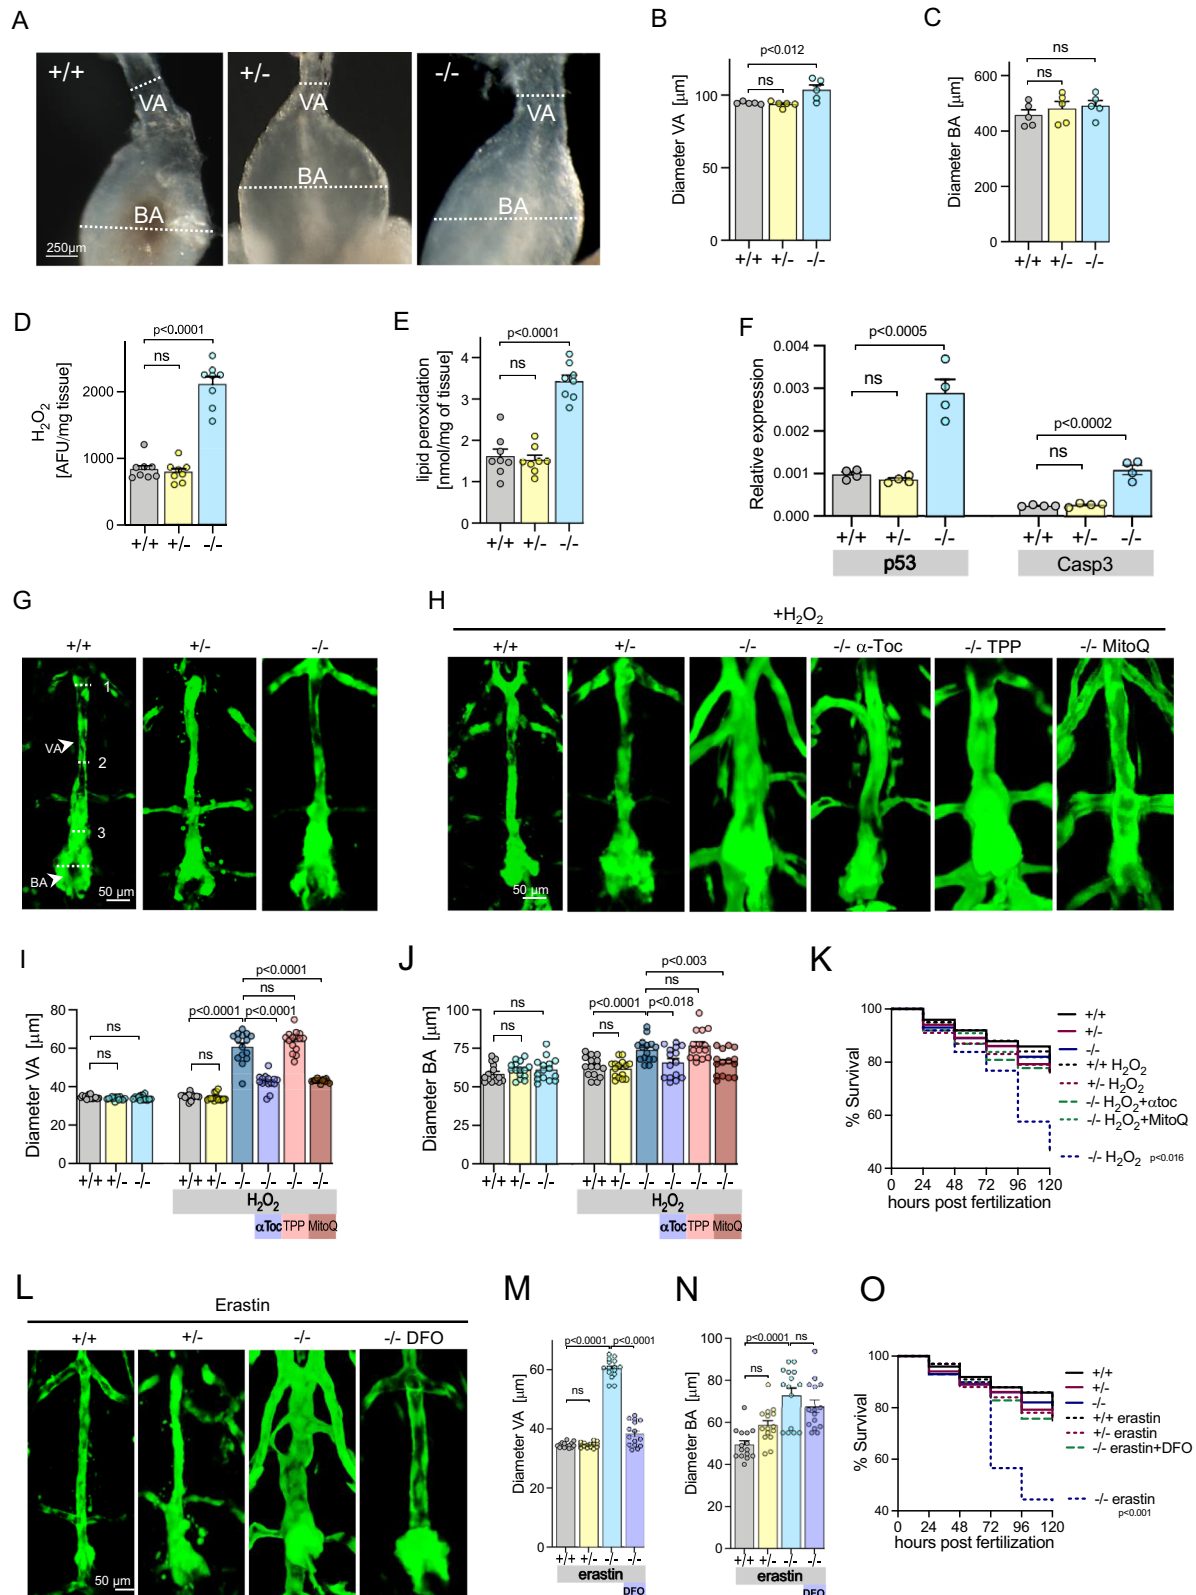 A
+/+
+/-
-/-
VA
VA
VA
BA
BA
BA
250µm
B
p<0.012
ns
Diameter VA [µm]
100
50
0
+/+ +/- -/-
C
ns
ns
Diameter BA [µm]
600
400
200
0
+/+ +/- -/-
D
p<0.0001
ns
H₂O₂
[AFU/mg tissue]
2000
1000
0
+/+ +/- -/-
E
p<0.0001
ns
lipid peroxidation
[nmol/mg of tissue]
4
3
2
1
0
+/+ +/- -/-
F
p<0.0005
ns
p<0.0002
ns
Relative expression
0.004
0.003
0.002
0.001
0.000
+/+ +/- -/- +/+ +/- -/-
p53 Casp3
G
+/+ +/- -/-
1
VA
2
3
BA
50 µm
H
+H₂O₂
+/+ +/- -/- -/- α-Toc -/- TPP -/- MitoQ
50 µm
I
p<0.0001
ns
p<0.0001 p<0.0001
ns
ns
ns
Diameter VA [µm]
80
60
40
20
0
+/+ +/- -/- +/+ +/- -/- -/- -/- -/-
H₂O₂
αToc TPP MitoQ
J
p<0.003
ns
p<0.0001 p<0.018
ns
ns
ns
Diameter BA [µm]
100
75
50
25
0
+/+ +/- -/- +/+ +/- -/- -/- -/- -/-
H₂O₂
αToc TPP MitoQ
K
% Survival
100
80
60
40
0 24 48 72 96 120
hours post fertilization
+/+
+/-
-/-
+/+ H₂O₂
+/- H₂O₂
-/- H₂O₂+αtoc
-/- H₂O₂+MitoQ
-/- H₂O₂ p<0.016
L
Erastin
+/+ +/- -/- -/- DFO
50 µm
M
p<0.0001 p<0.0001
ns
Diameter VA [µm]
60
40
20
0
+/+ +/- -/- -/-
erastin
DFO
N
p<0.0001 ns
ns
Diameter BA [µm]
100
80
60
40
20
0
+/+ +/- -/- -/-
erastin
DFO
O
% Survival
100
80
60
40
0 24 48 72 96 120
hours post fertilization
+/+
+/-
-/-
+/+ erastin
+/- erastin
-/- erastin+DFO
-/- erastin
p<0.001